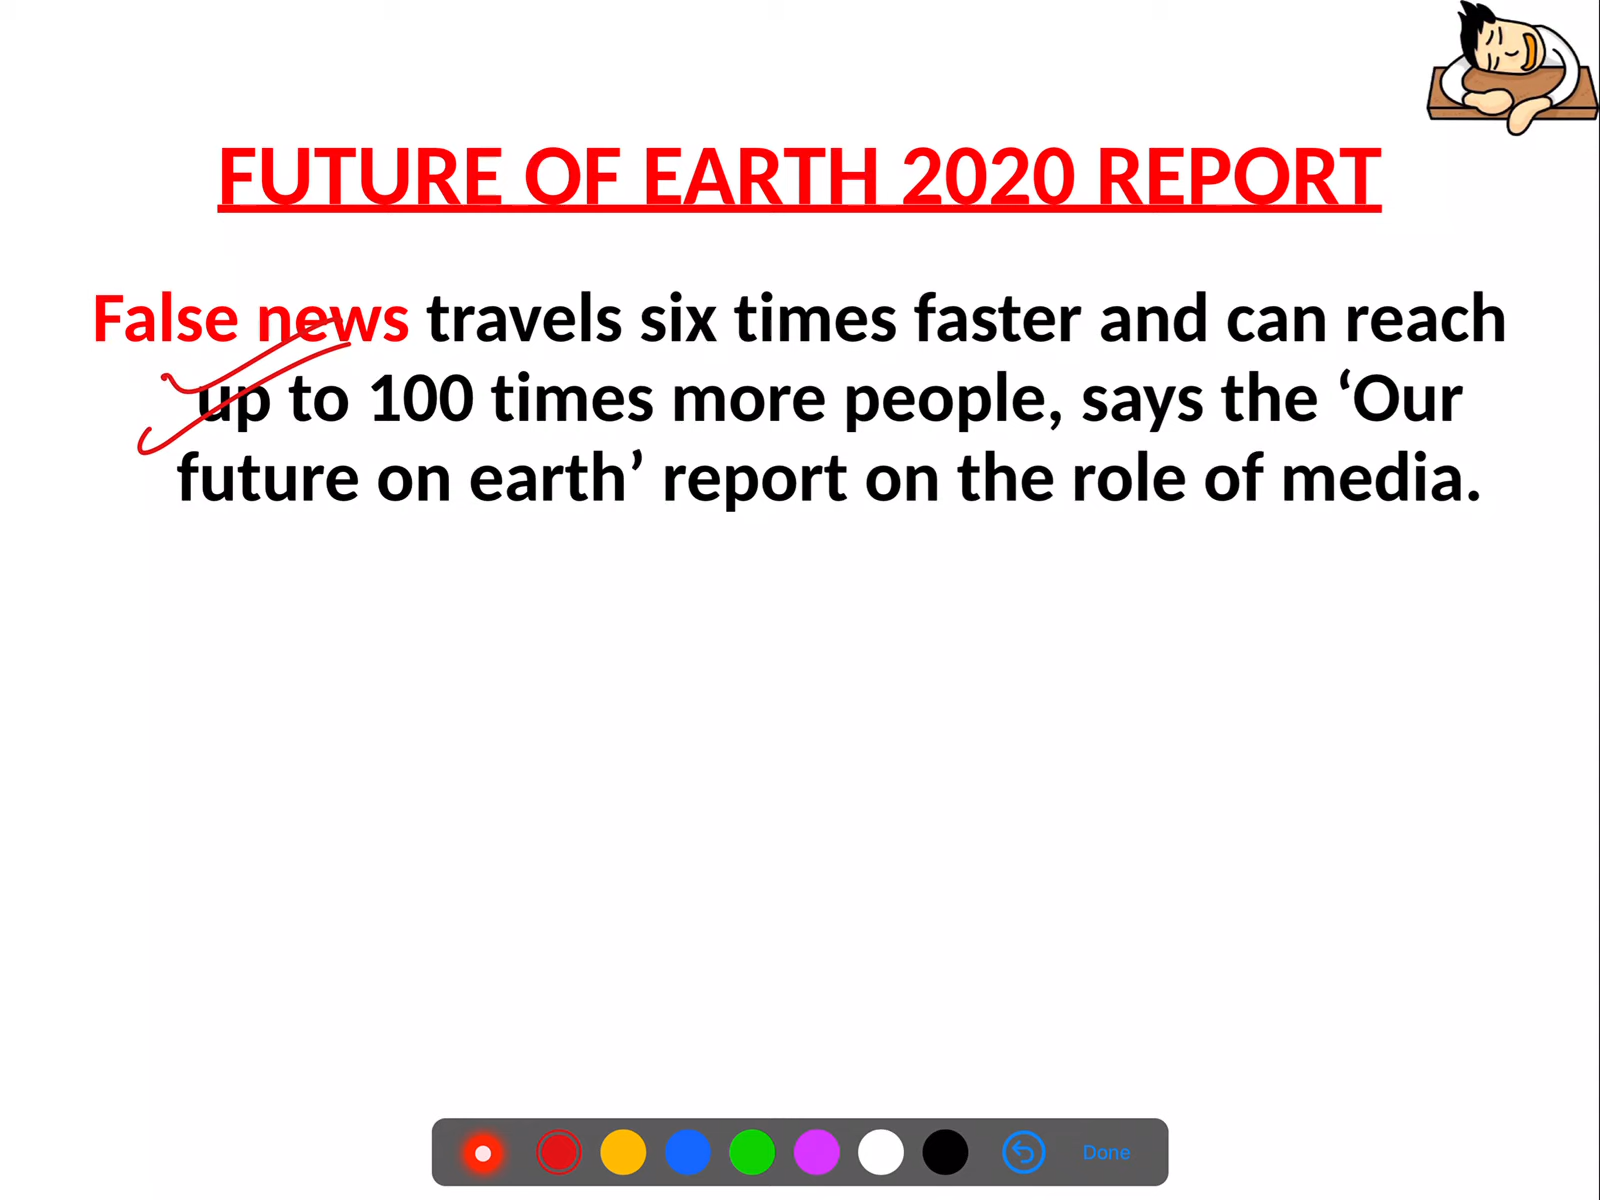 FUTURE OF EARTH 2020 REPORT
False news travels six times faster and can reach
up to 100 times more people, says the ‘Our
future on earth’ report on the role of media.
Done